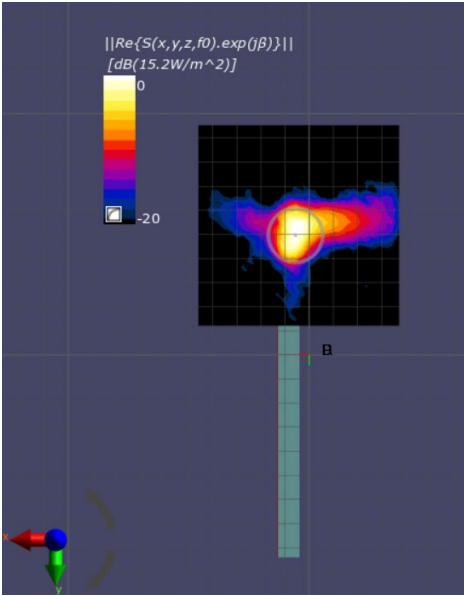 ||Re{S(x,y,z,f0).exp(jβ)}||
[dB(15.2W/m^2)]
0
-20
x
y